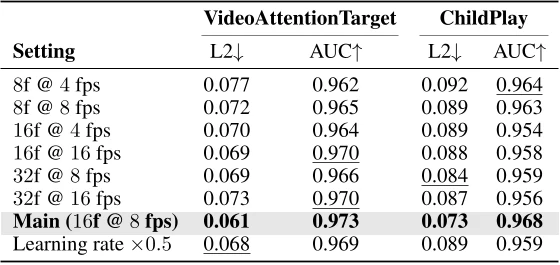 VideoAttentionTarget ChildPlay
Setting L2↓ AUC↑ L2↓ AUC↑
8f @ 4 fps 0.077 0.962 0.092 0.964
8f @ 8 fps 0.072 0.965 0.089 0.963
16f @ 4 fps 0.070 0.964 0.089 0.954
16f @ 16 fps 0.069 0.970 0.088 0.958
32f @ 8 fps 0.069 0.966 0.084 0.959
32f @ 16 fps 0.073 0.970 0.087 0.956
Main (16f @ 8 fps) 0.061 0.973 0.073 0.968
Learning rate ×0.5 0.068 0.969 0.089 0.959